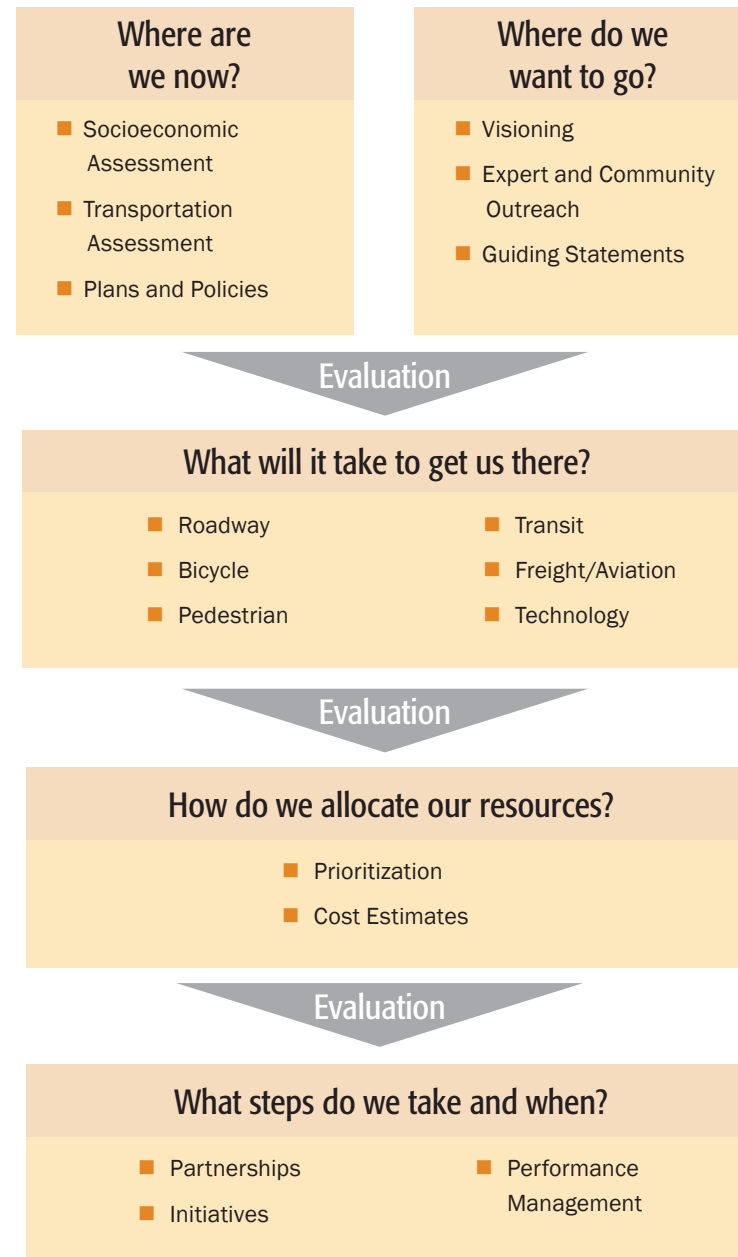 Where are
we now?
■ Socioeconomic
Assessment
■ Transportation
Assessment
■ Plans and Policies
Where do we
want to go?
■ Visioning
■ Expert and Community
Outreach
■ Guiding Statements
Evaluation
What will it take to get us there?
■ Roadway
■ Bicycle
■ Pedestrian
■ Transit
■ Freight/Aviation
■ Technology
Evaluation
How do we allocate our resources?
■ Prioritization
■ Cost Estimates
Evaluation
What steps do we take and when?
■ Partnerships
■ Initiatives
■ Performance
Management